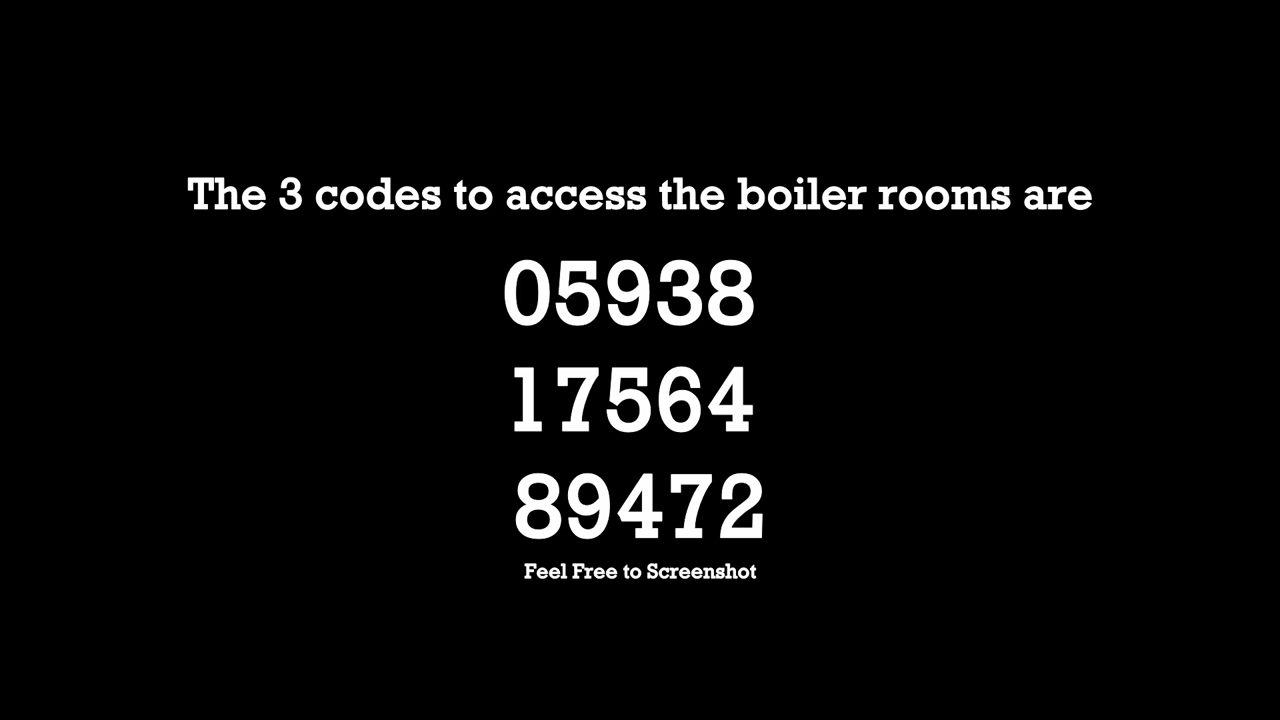 The 3 codes to access the boiler rooms are
05938
17564
89472
Feel Free to Screenshot